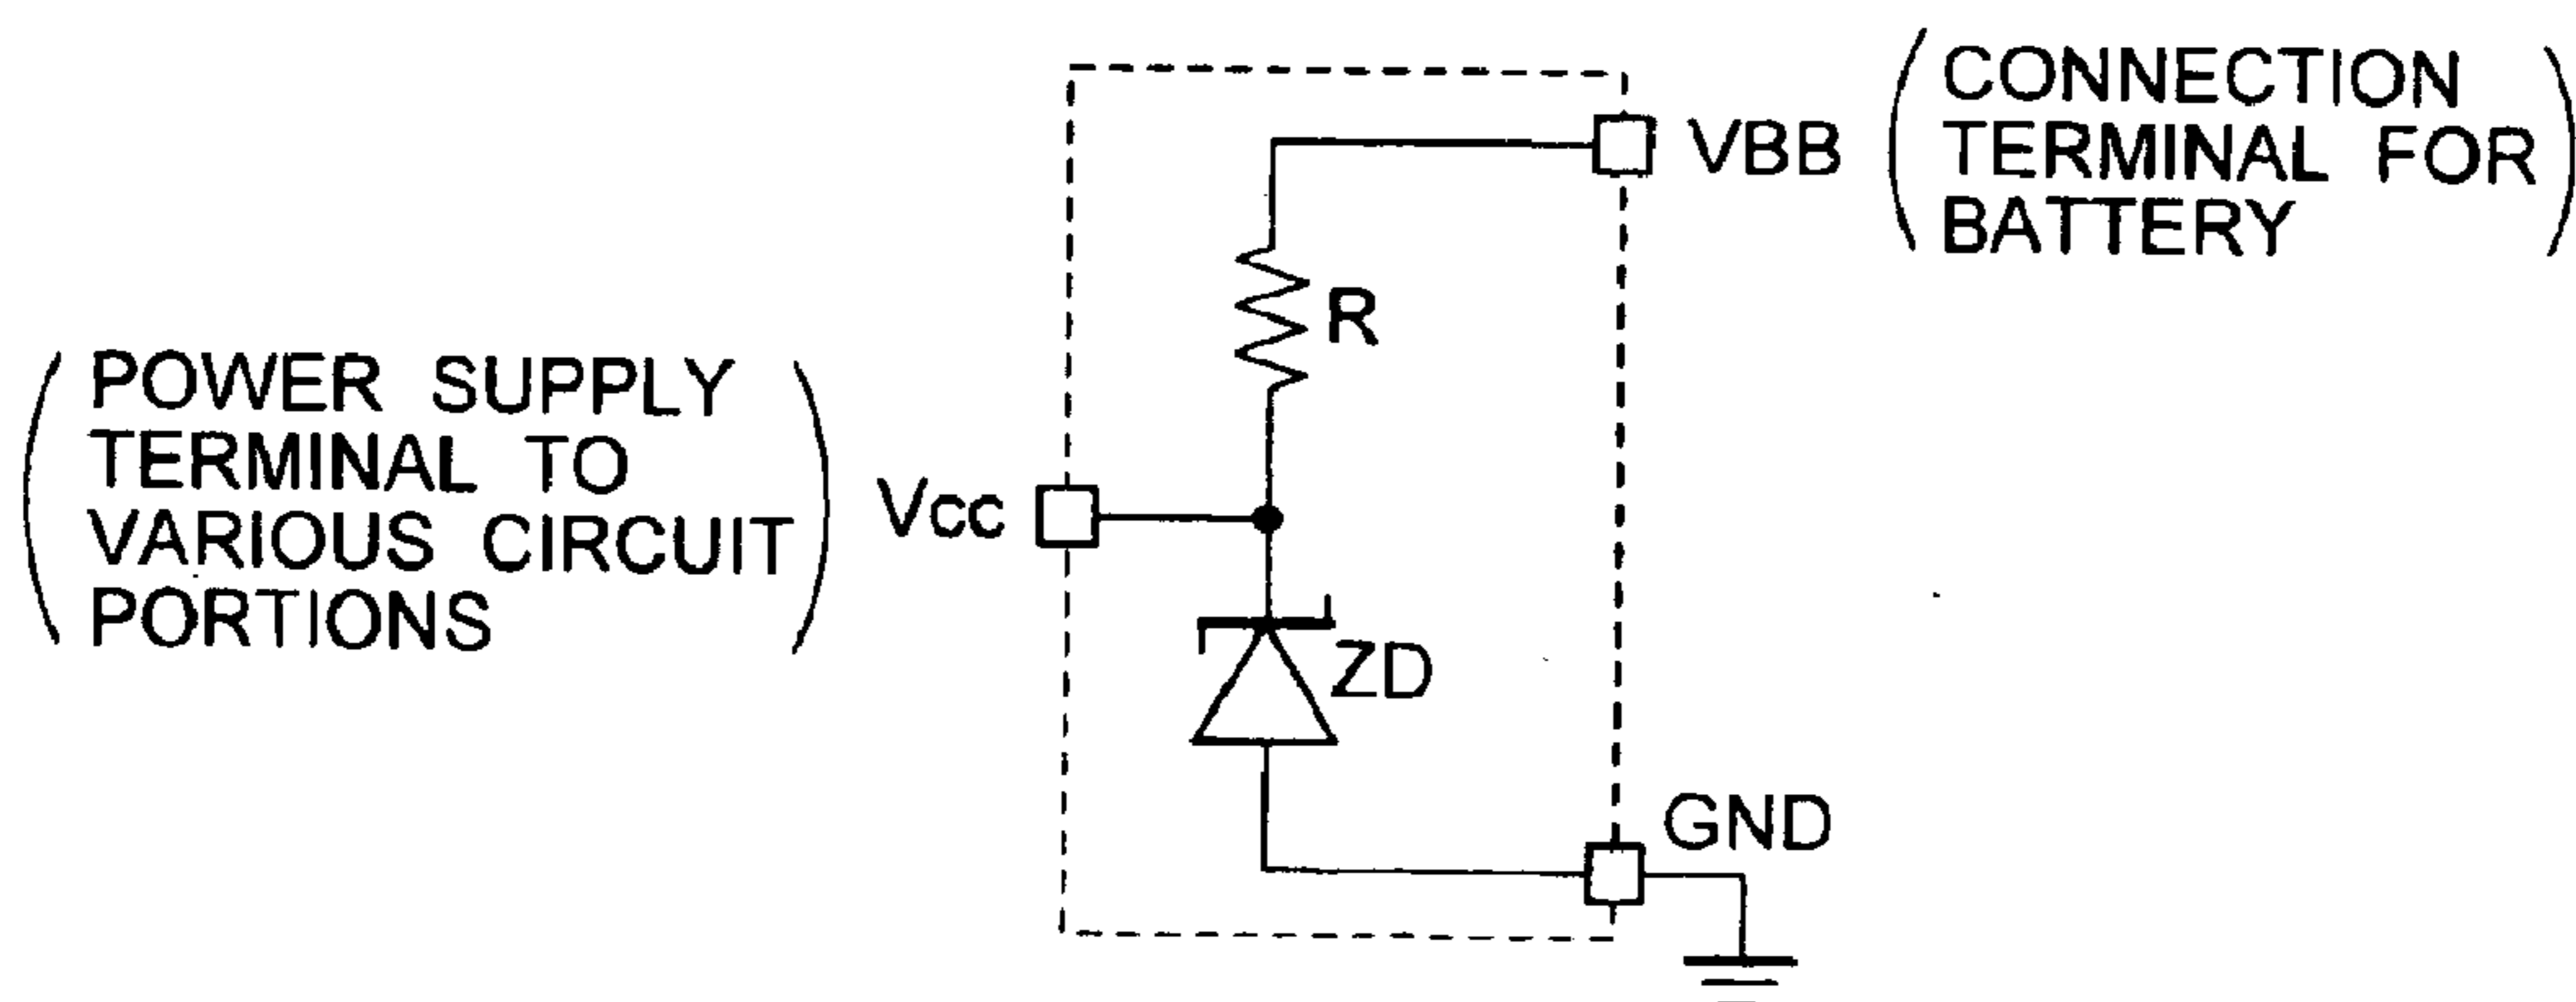 CONNECTION
TERMINAL FOR
BATTERY
VBB
R
POWER SUPPLY
TERMINAL TO
VARIOUS CIRCUIT
PORTIONS
Vcc
ZD
GND